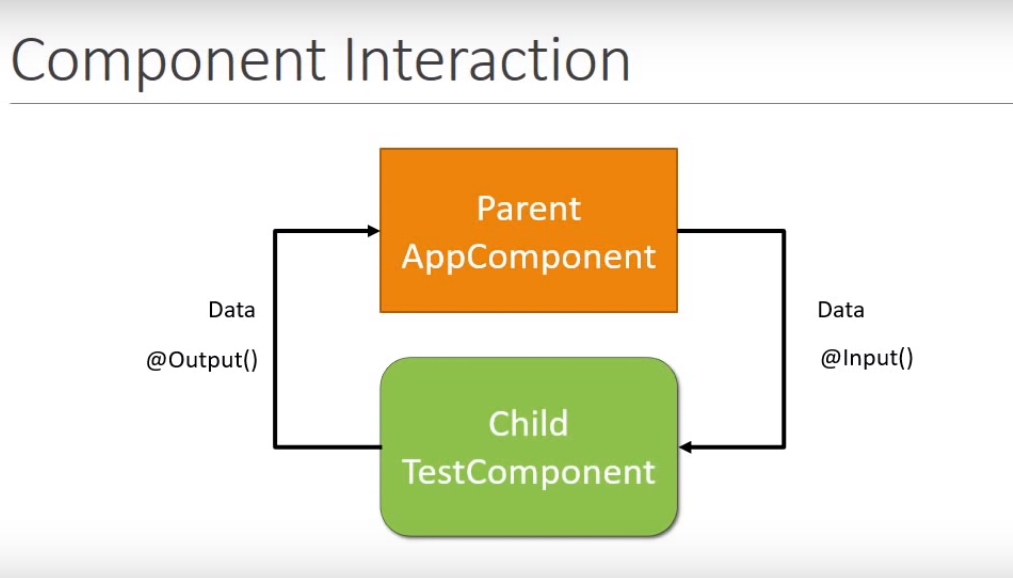 Component Interaction
Parent
AppComponent
Data
@Output()
Data
@Input()
Child
TestComponent